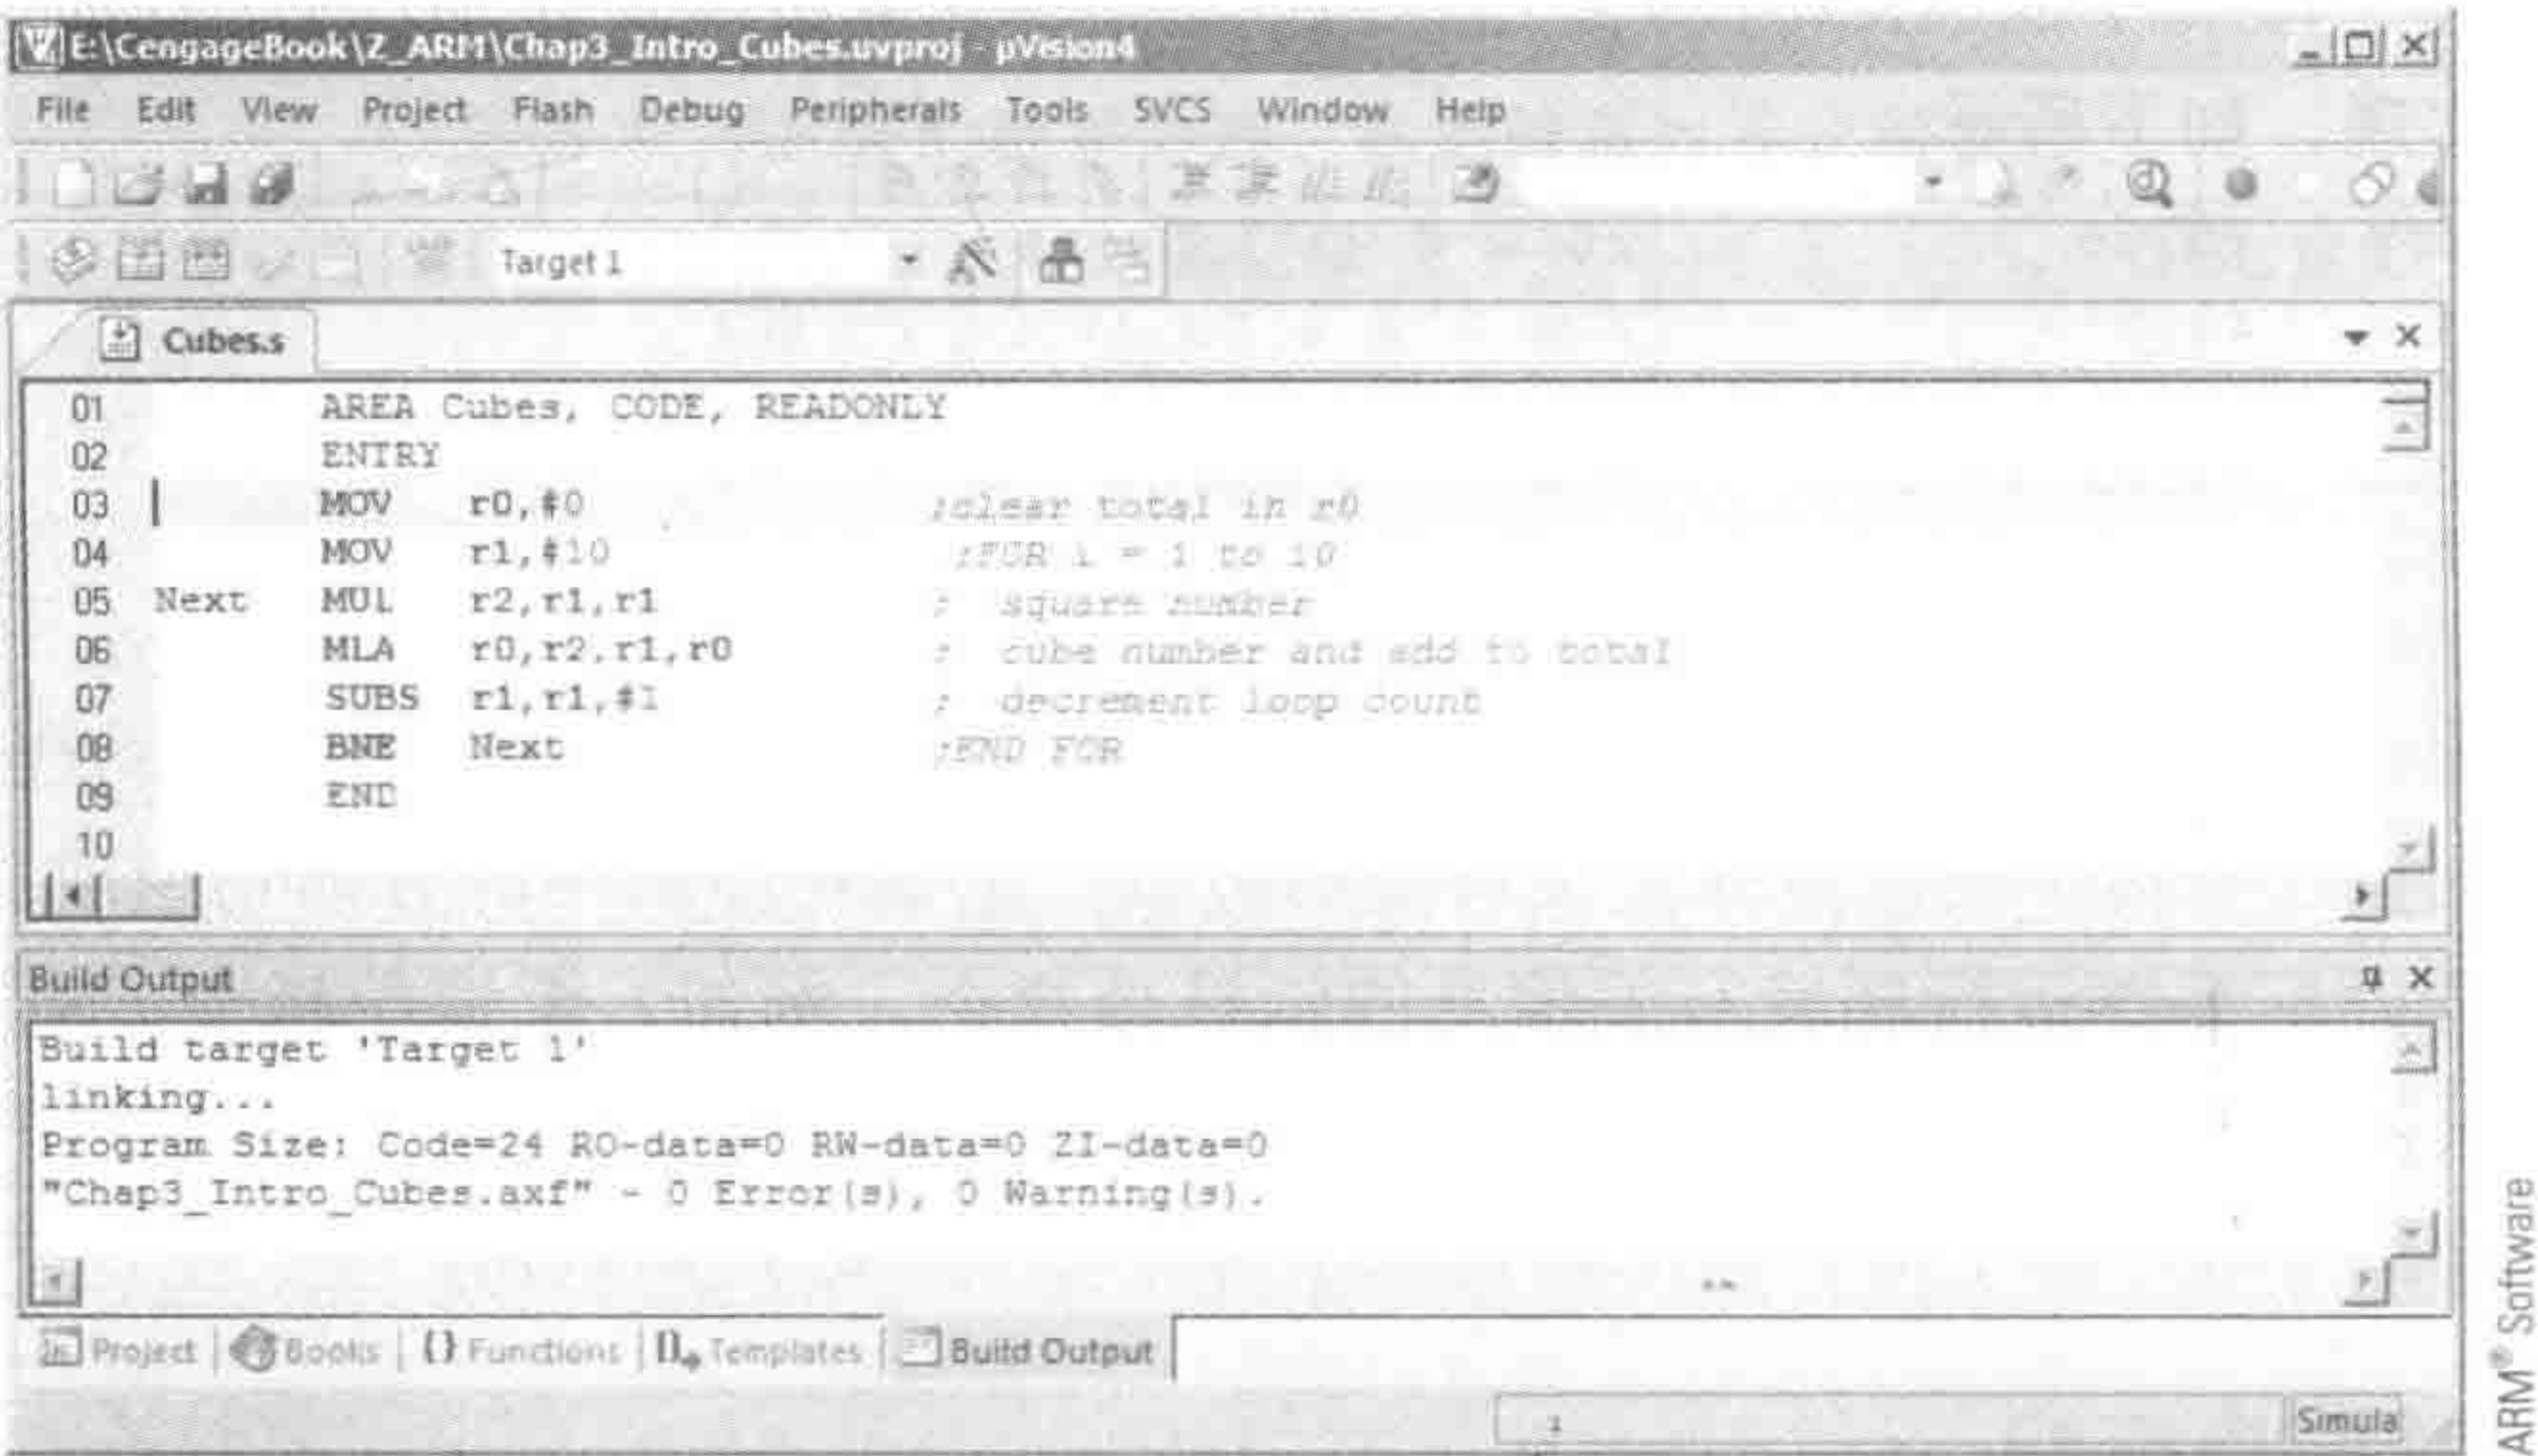 E:\CengageBook\Z_ARM\Chap3_Intro_Cubes.uvproj - µVision4
File Edit View Project Flash Debug Peripherals Tools SVCS Window Help
Target 1
Cubes.s
01 AREA Cubes, CODE, READONLY
02 ENTRY
03 MOV r0,#0 ;clear total in r0
04 MOV r1,#10 ;FOR i = 1 to 10
05 Next MUL r2,r1,r1 ; square number
06 MLA r0,r2,r1,r0 ; cube number and add to total
07 SUBS r1,r1,#1 ; decrement loop count
08 BNE Next ;END FOR
09 END
10
Build Output
Build target 'Target 1'
linking...
Program Size: Code=24 RO-data=0 RW-data=0 ZI-data=0
"Chap3_Intro_Cubes.axf" - 0 Error(s), 0 Warning(s).
Project Books {} Functions Templates Build Output
Simula
ARM® Software